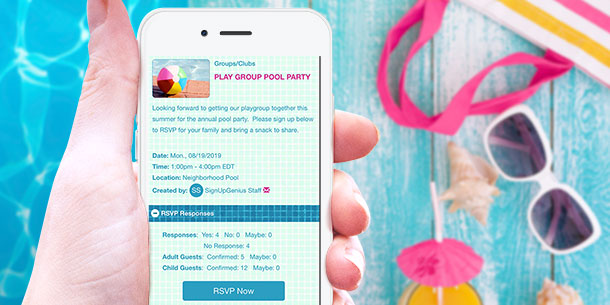 Groups/Clubs
PLAY GROUP POOL PARTY
Looking forward to getting our playgroup together this
summer for the annual pool party. Please sign up below
to RSVP for your family and bring a snack to share.
Date: Mon., 08/19/2019
Time: 1:00pm - 4:00pm EDT
Location: Neighborhood Pool
Created by: SS SignUpGenius Staff
RSVP Responses
Responses: Yes: 4 No: 0 Maybe: 0
No Response: 4
Adult Guests: Confirmed: 5 Maybe: 0
Child Guests: Confirmed: 12 Maybe: 0
RSVP Now